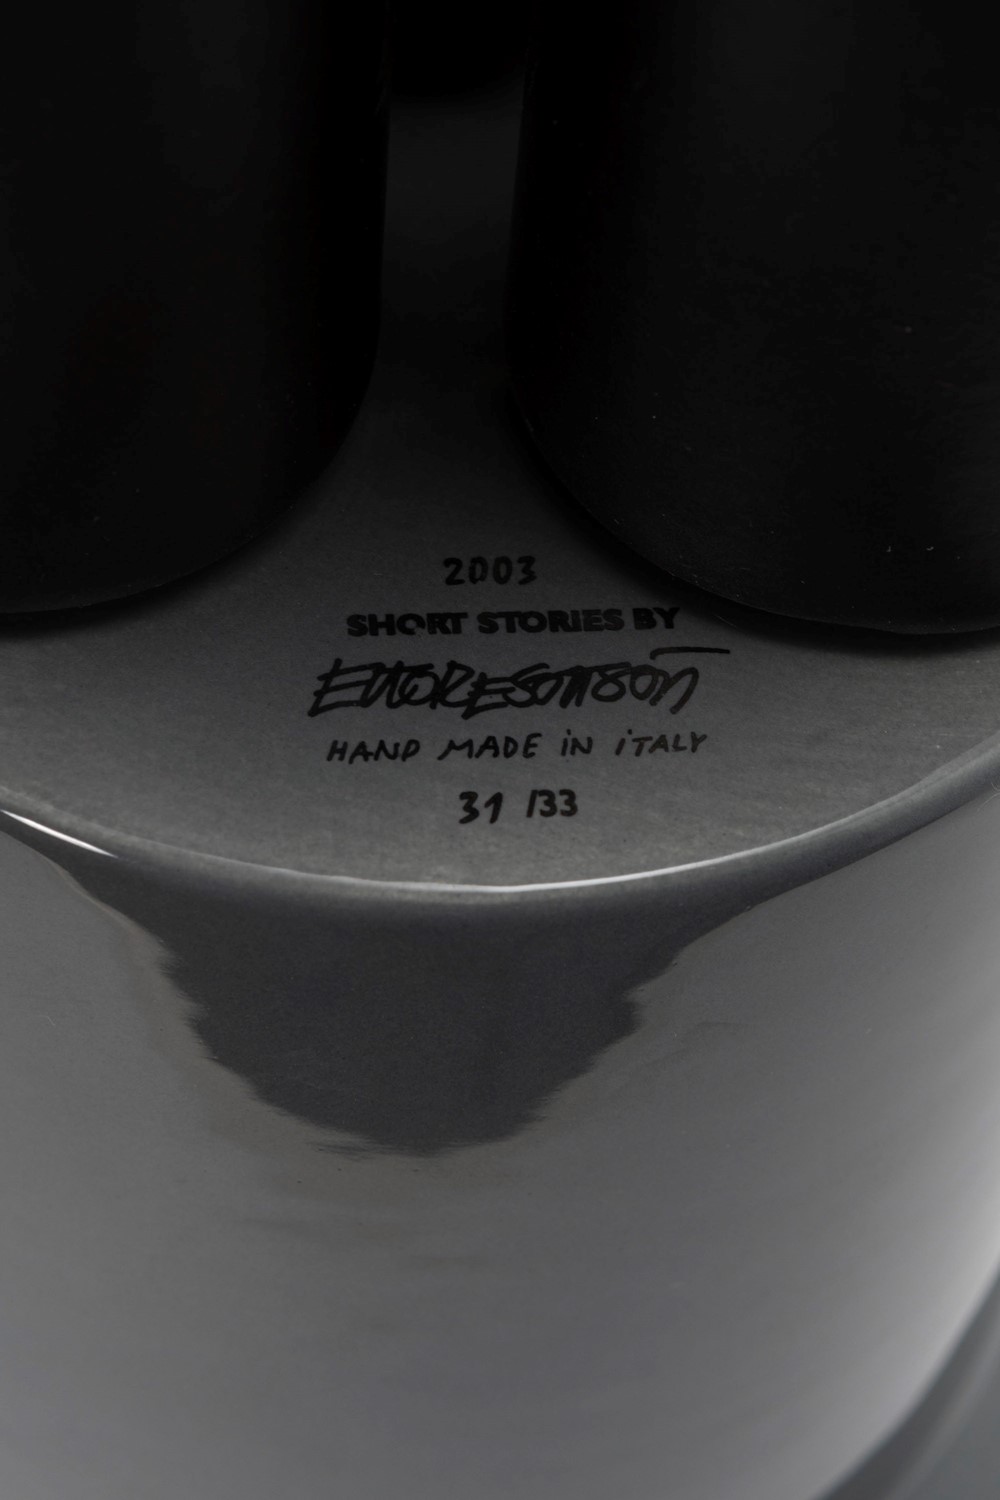 2003
SHORT STORIES BY
ETTORE SOTTSASS
HAND MADE IN ITALY
31 /33